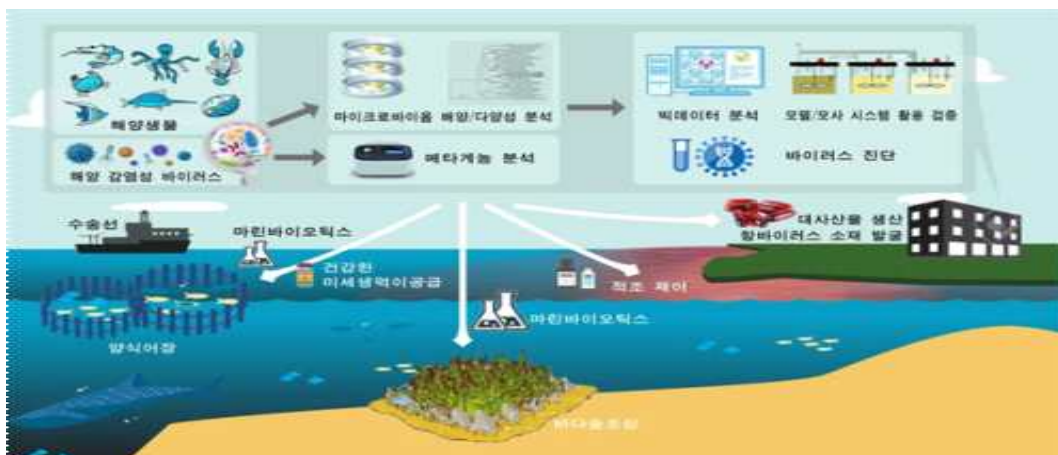 해양생물
해양 감염성 바이러스
마이크로바이옴 배양/다양성 분석
메타게놈 분석
빅데이터 분석
모델/모사 시스템 활용 검증
바이러스 진단
수송선
마린바이오틱스
건강한
미세생먹이공급
양식어장
마린바이오틱스
적조 제어
대사산물 생산
항바이러스 소재 발굴
바다숲조림